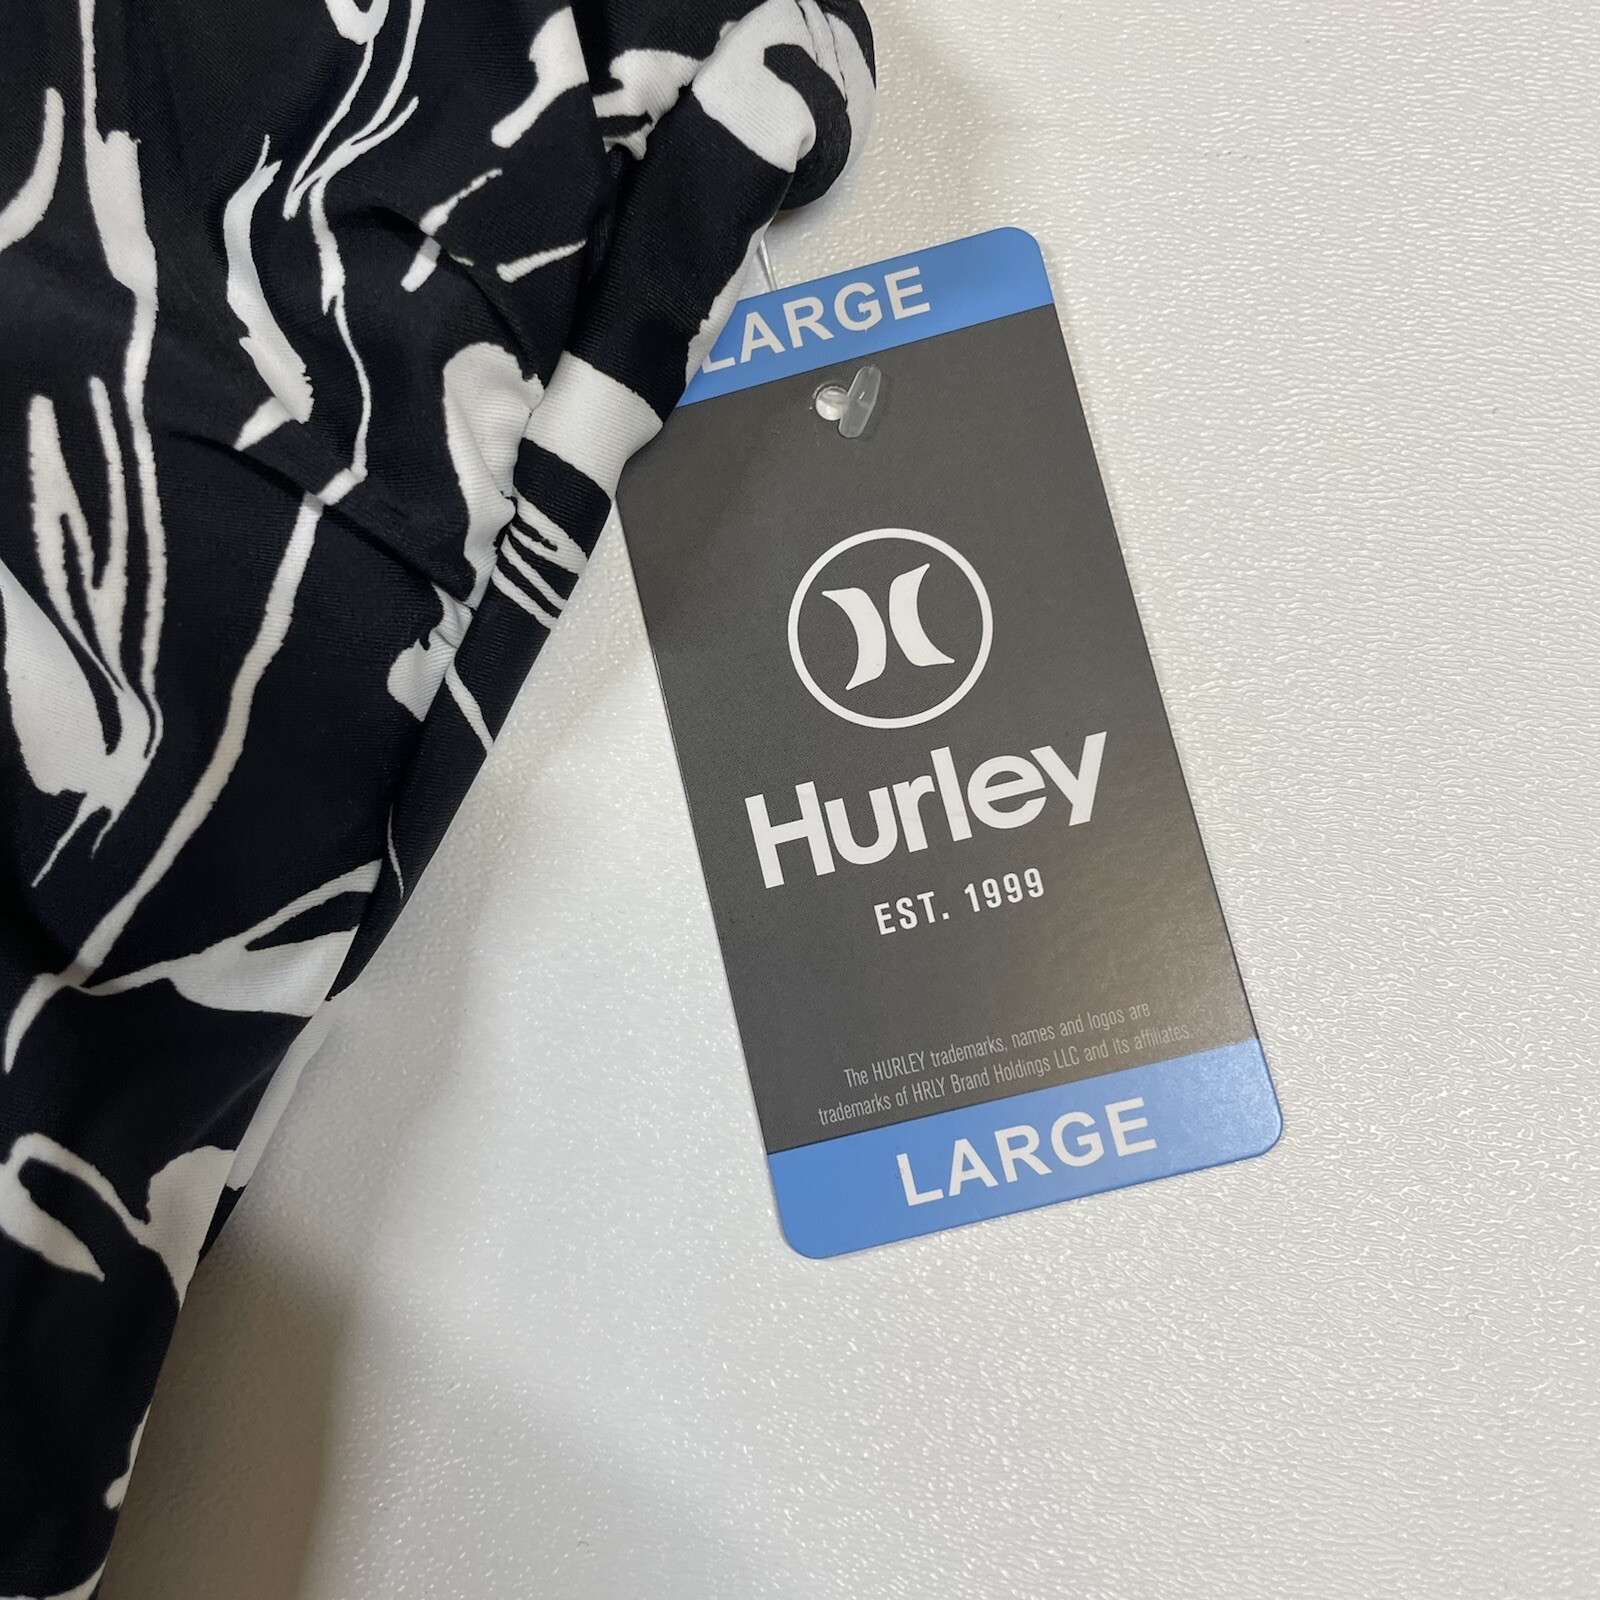 LARGE
Hurley
EST. 1999
The HURLEY trademarks, names and logos are
trademarks of HRLY Brand Holdings LLC and its affiliates.
LARGE